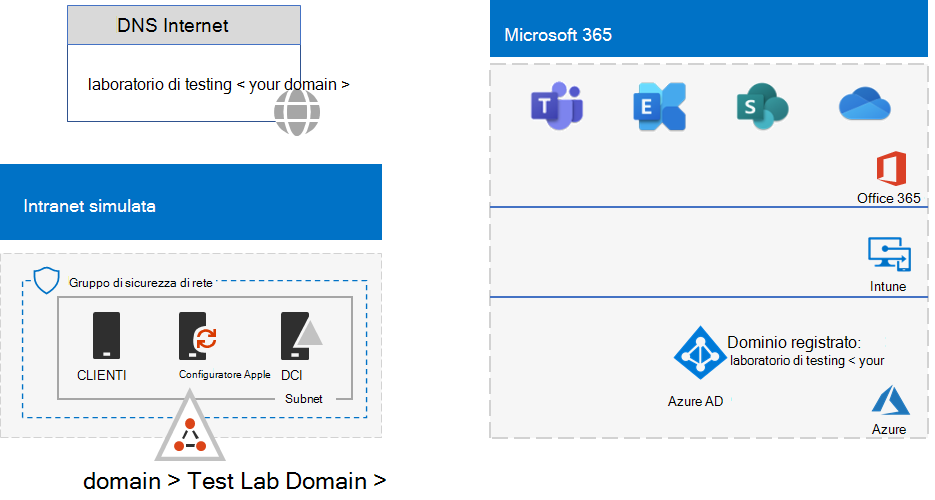 DNS Internet
laboratorio di testing < your domain >
Intranet simulata
Gruppo di sicurezza di rete
CLIENTI
Configuratore Apple
DCI
Subnet
domain > Test Lab Domain >
Microsoft 365
T
E
S
Office 365
Intune
Dominio registrato:
laboratorio di testing < your
Azure AD
Azure